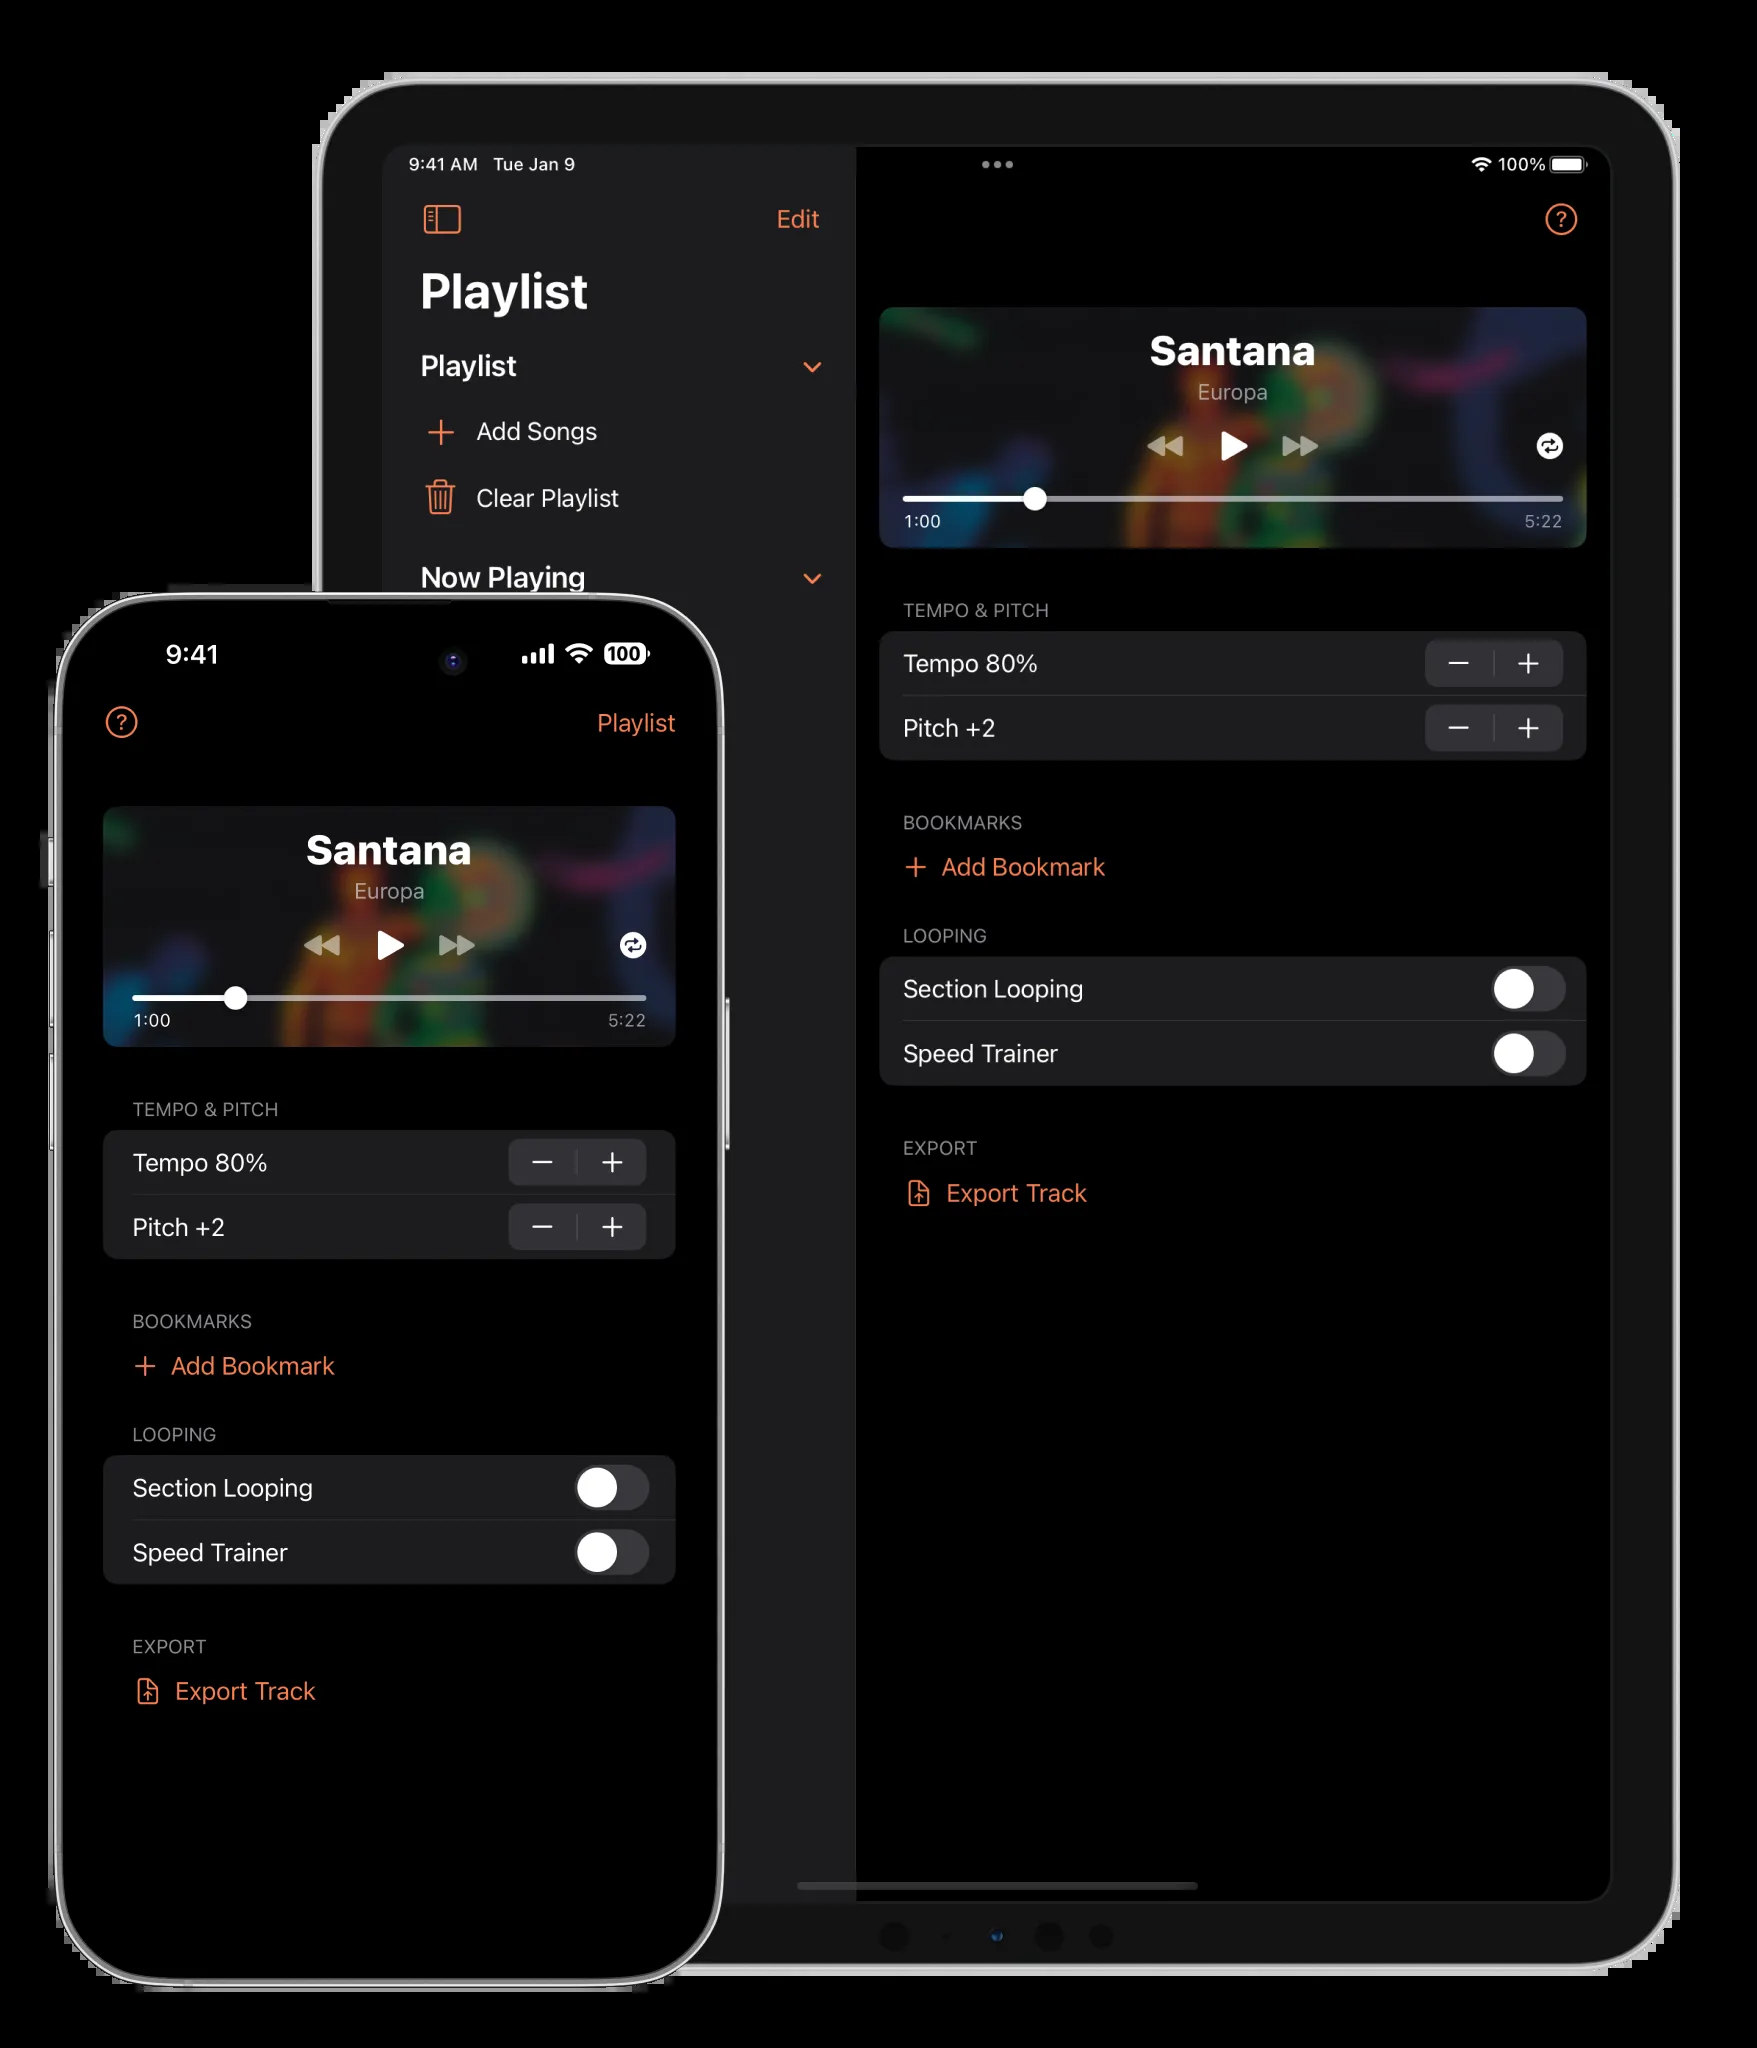 9:41 AM Tue Jan 9
100%
Edit
Playlist
Playlist
Add Songs
Clear Playlist
Now Playing
Santana
Europa
1:00 5:22
TEMPO & PITCH
Tempo 80%
Pitch +2
BOOKMARKS
Add Bookmark
LOOPING
Section Looping
Speed Trainer
EXPORT
Export Track
9:41
100
Playlist
Santana
Europa
1:00 5:22
TEMPO & PITCH
Tempo 80%
Pitch +2
BOOKMARKS
Add Bookmark
LOOPING
Section Looping
Speed Trainer
EXPORT
Export Track